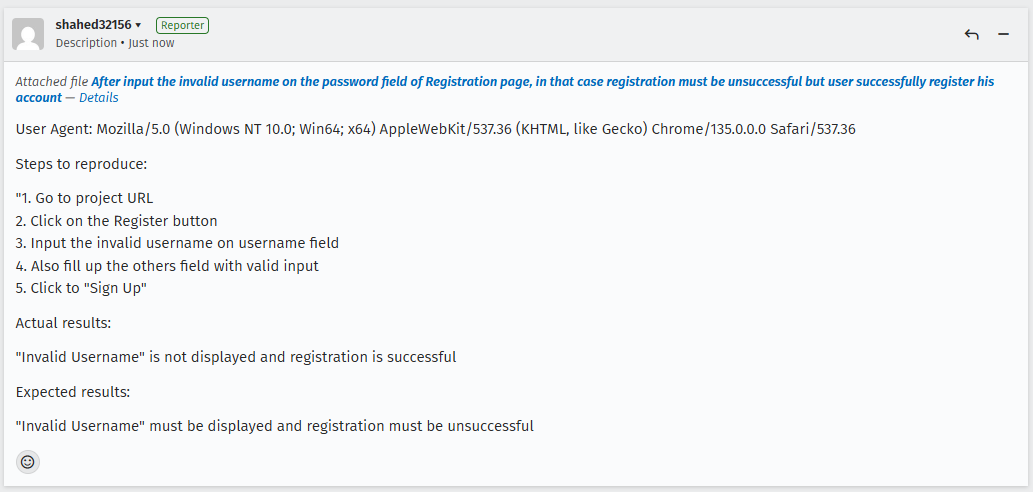 shahed32156 Reporter
Description • Just now
Attached file After input the invalid username on the password field of Registration page, in that case registration must be unsuccessful but user successfully register his
account — Details
User Agent: Mozilla/5.0 (Windows NT 10.0; Win64; x64) AppleWebKit/537.36 (KHTML, like Gecko) Chrome/135.0.0.0 Safari/537.36
Steps to reproduce:
"1. Go to project URL
2. Click on the Register button
3. Input the invalid username on username field
4. Also fill up the others field with valid input
5. Click to "Sign Up"
Actual results:
"Invalid Username" is not displayed and registration is successful
Expected results:
"Invalid Username" must be displayed and registration must be unsuccessful